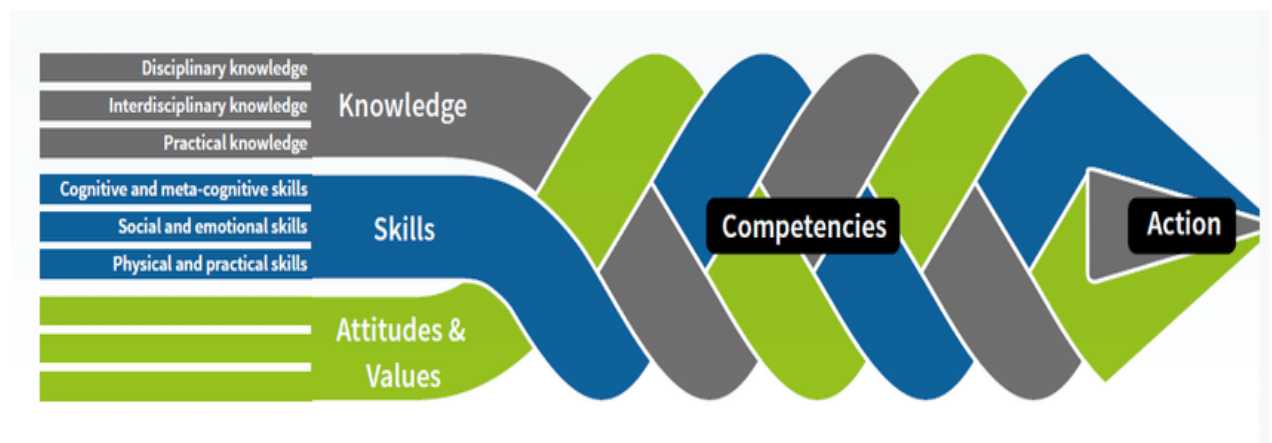 Disciplinary knowledge
Interdisciplinary knowledge
Practical knowledge
Knowledge
Cognitive and meta-cognitive skills
Social and emotional skills
Physical and practical skills
Skills
Attitudes &
Values
Competencies
Action